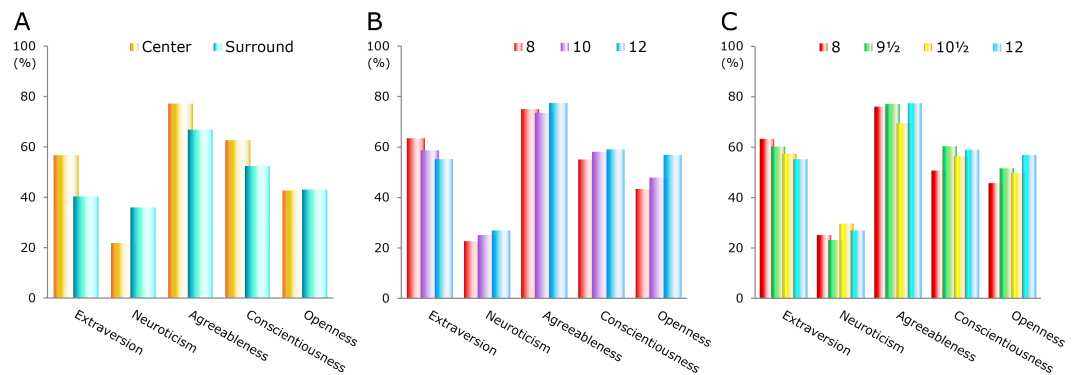 A
100
(%)
80
60
40
20
0
Center
Surround
Extraversion
Neuroticism
Agreeableness
Conscientiousness
Openness
B
100
(%)
80
60
40
20
0
8
10
12
Extraversion
Neuroticism
Agreeableness
Conscientiousness
Openness
C
100
(%)
80
60
40
20
0
8
9½
10½
12
Extraversion
Neuroticism
Agreeableness
Conscientiousness
Openness